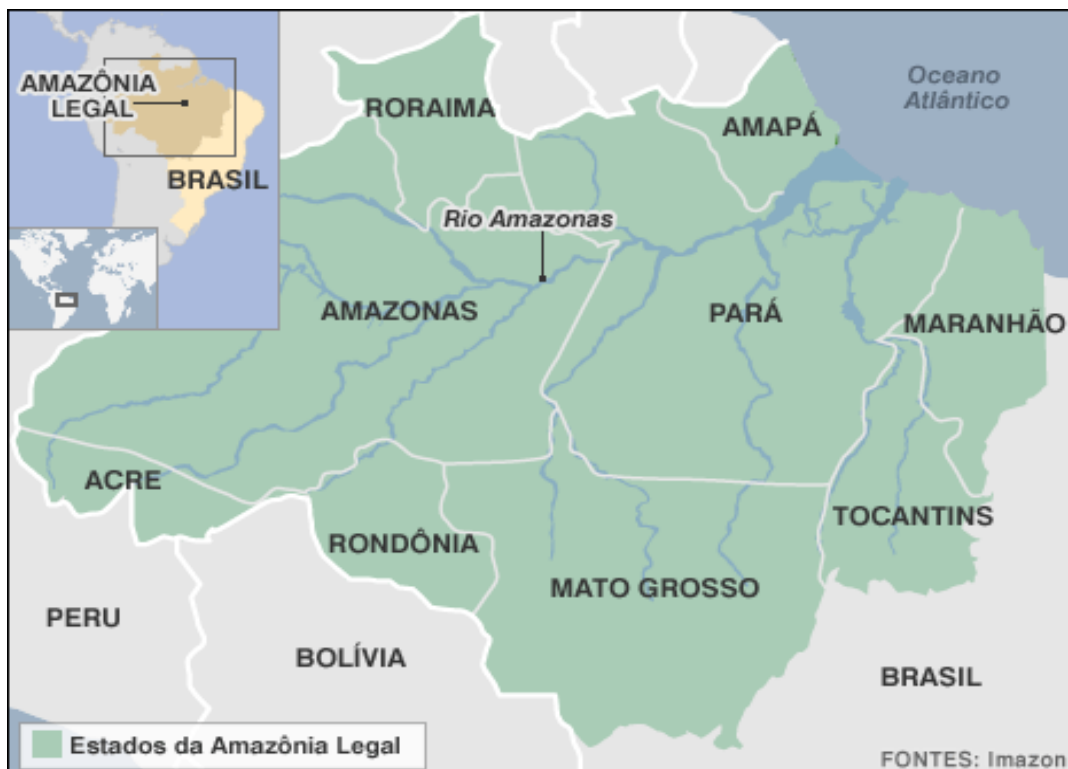 AMAZÔNIA
LEGAL
BRASIL
RORAIMA
AMAPÁ
Oceano
Atlântico
Rio Amazonas
AMAZONAS
PARÁ
MARANHÃO
ACRE
RONDÔNIA
TOCANTINS
MATO GROSSO
PERU
BOLÍVIA
BRASIL
Estados da Amazônia Legal
FONTES: Imazon